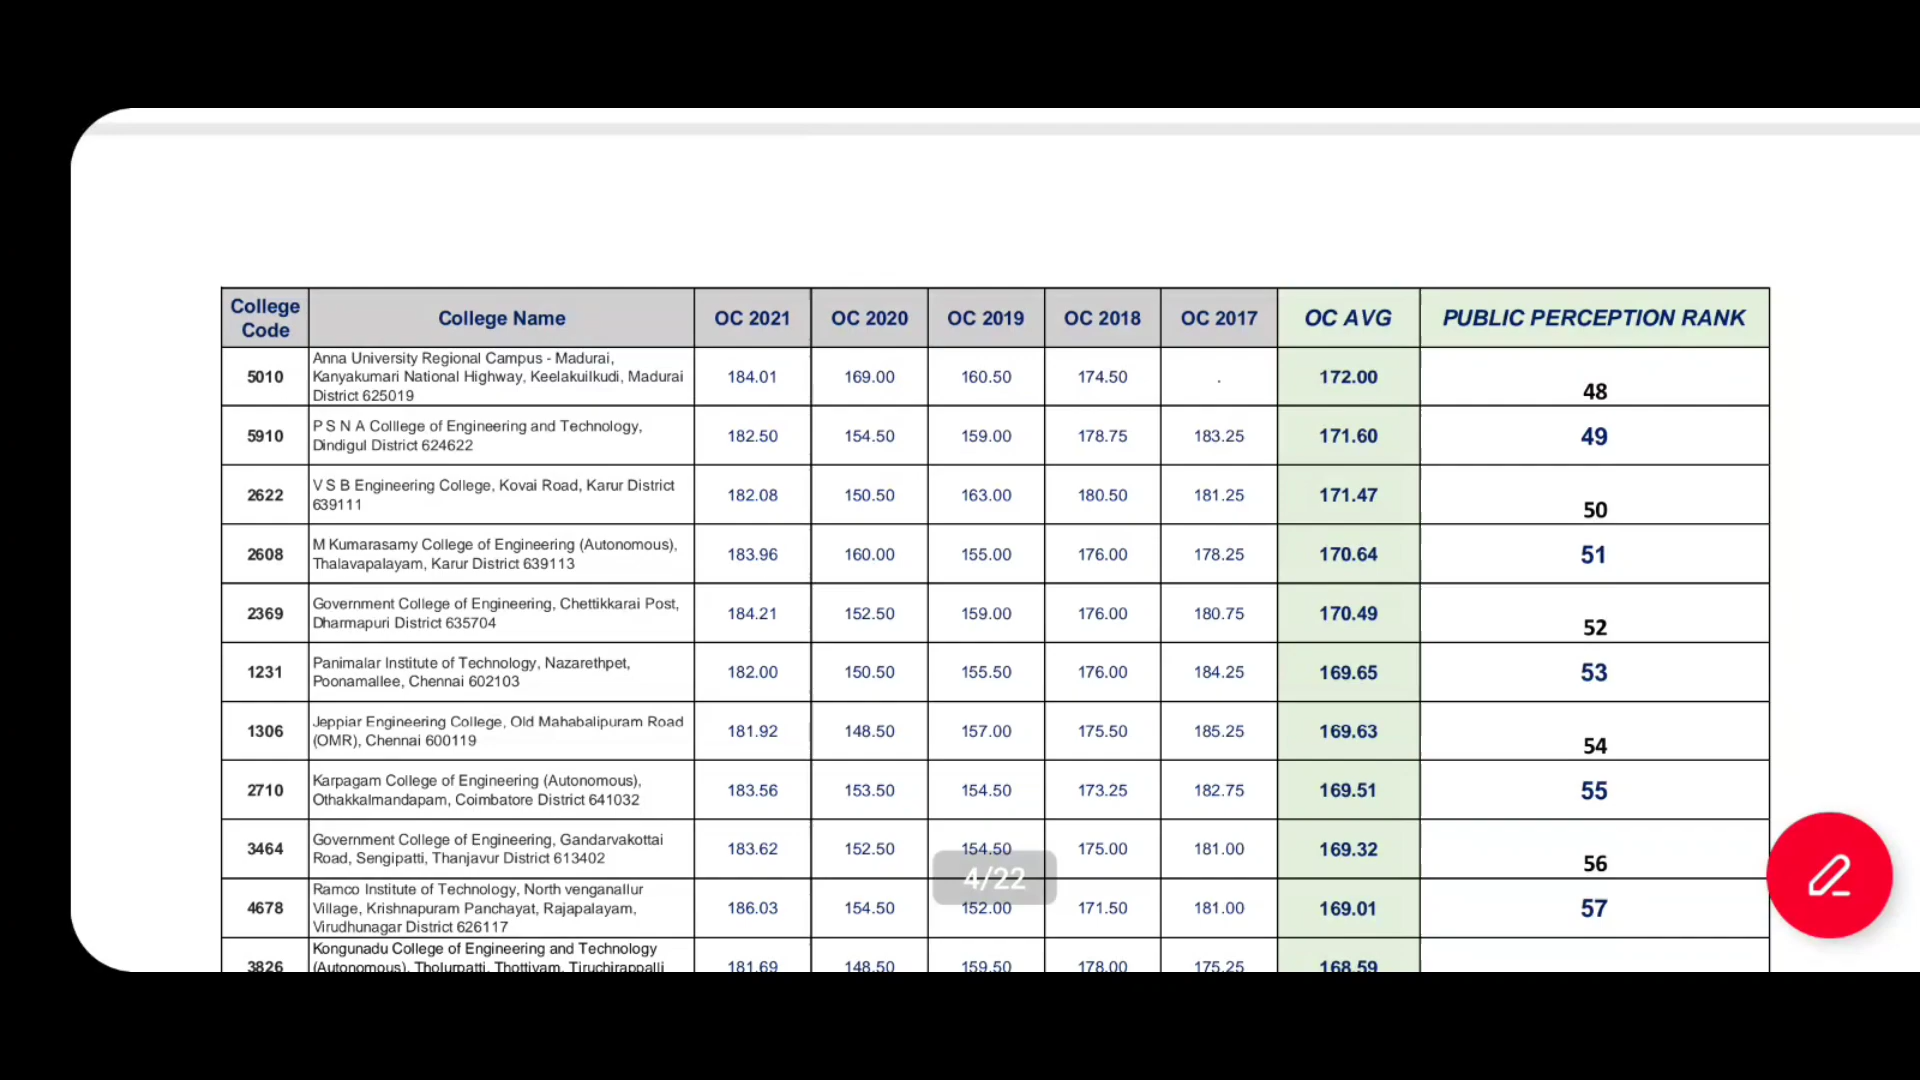 College Code	College Name	OC 2021	OC 2020	OC 2019	OC 2018	OC 2017	OC AVG	PUBLIC PERCEPTION RANK
5010	Anna University Regional Campus - Madurai, Kanyakumari National Highway, Keelakuilkudi, Madurai District 625019	184.01	169.00	160.50	174.50	.	172.00	48
5910	P S N A Colllege of Engineering and Technology, Dindigul District 624622	182.50	154.50	159.00	178.75	183.25	171.60	49
2622	V S B Engineering College, Kovai Road, Karur District 639111	182.08	150.50	163.00	180.50	181.25	171.47	50
2608	M Kumarasamy College of Engineering (Autonomous), Thalavapalayam, Karur District 639113	183.96	160.00	155.00	176.00	178.25	170.64	51
2369	Government College of Engineering, Chettikkarai Post, Dharmapuri District 635704	184.21	152.50	159.00	176.00	180.75	170.49	52
1231	Panimalar Institute of Technology, Nazarethpet, Poonamallee, Chennai 602103	182.00	150.50	155.50	176.00	184.25	169.65	53
1306	Jeppiar Engineering College, Old Mahabalipuram Road (OMR), Chennai 600119	181.92	148.50	157.00	175.50	185.25	169.63	54
2710	Karpagam College of Engineering (Autonomous), Othakkalmandapam, Coimbatore District 641032	183.56	153.50	154.50	173.25	182.75	169.51	55
3464	Government College of Engineering, Gandarvakottai Road, Sengipatti, Thanjavur District 613402	183.62	152.50	154.50	175.00	181.00	169.32	56
4/22
4678	Ramco Institute of Technology, North venganallur Village, Krishnapuram Panchayat, Rajapalayam, Virudhunagar District 626117	186.03	154.50	152.00	171.50	181.00	169.01	57
3826	Kongunadu College of Engineering and Technology (Autonomous), Tholurpatti, Thottiyam, Tiruchirappalli	181.69	148.50	159.50	178.00	175.25	168.59